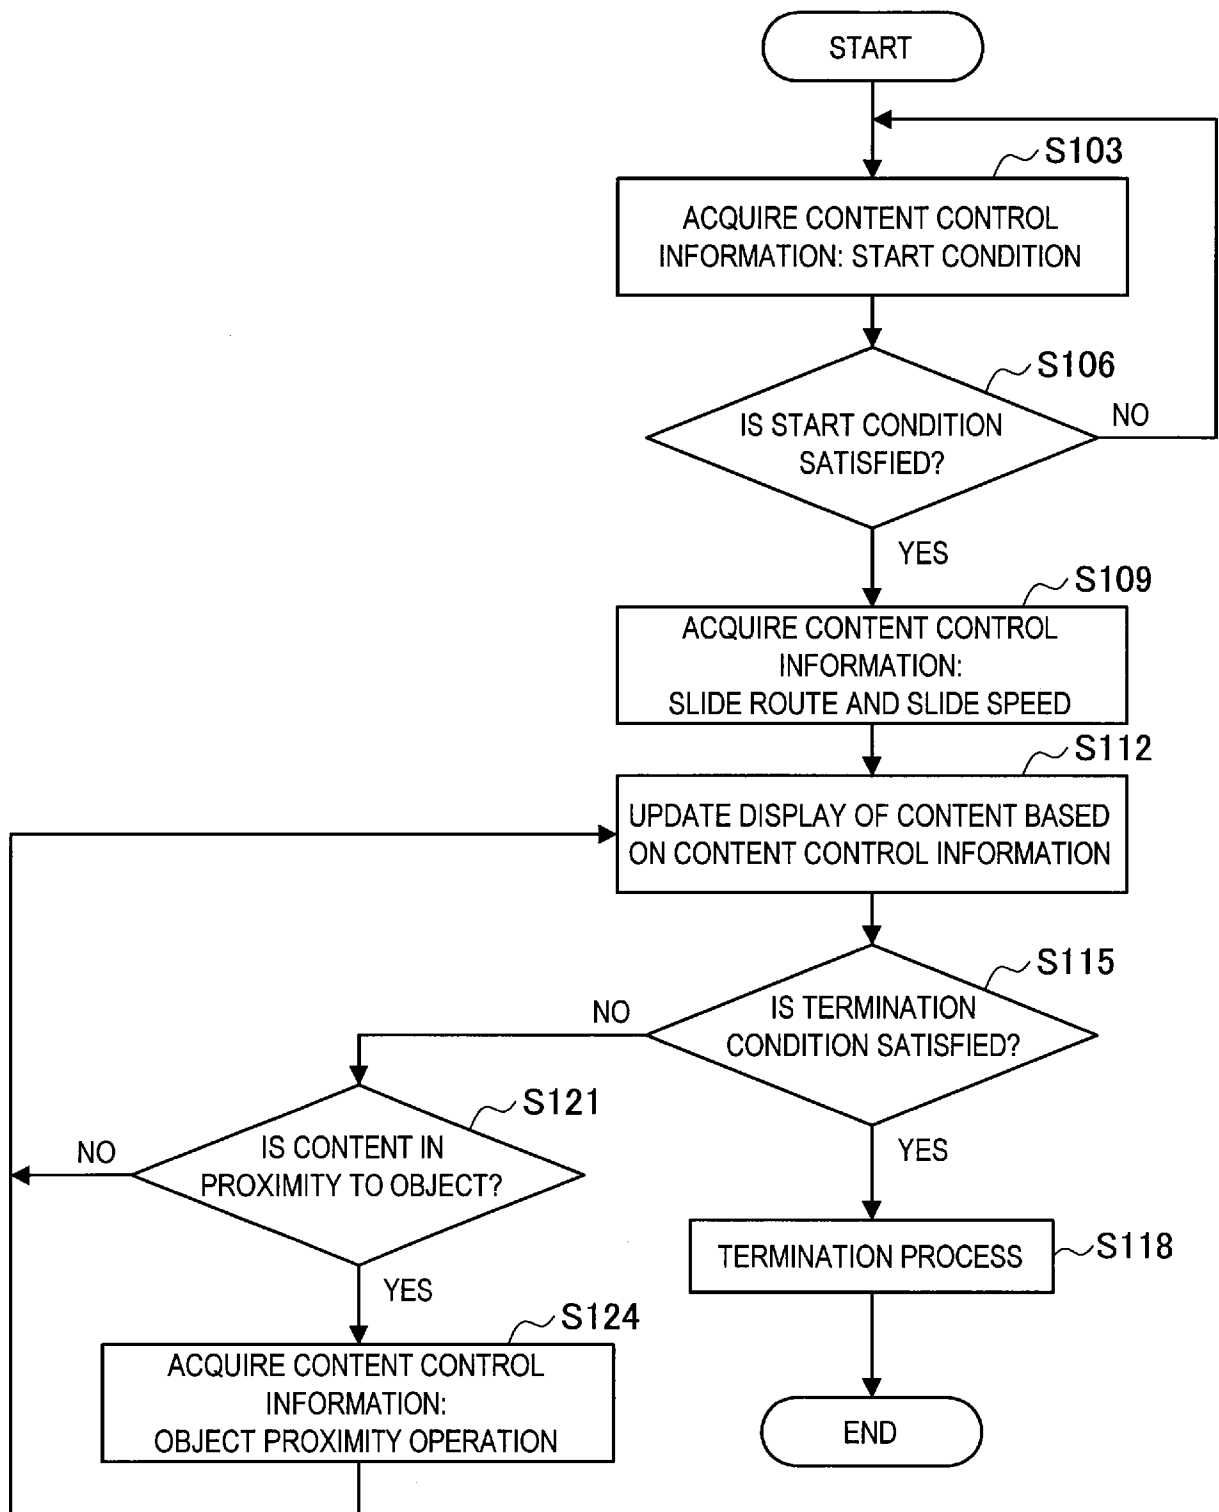 START
S103
ACQUIRE CONTENT CONTROL
INFORMATION: START CONDITION
S106
IS START CONDITION
SATISFIED?
NO
YES
S109
ACQUIRE CONTENT CONTROL
INFORMATION:
SLIDE ROUTE AND SLIDE SPEED
S112
UPDATE DISPLAY OF CONTENT BASED
ON CONTENT CONTROL INFORMATION
S115
IS TERMINATION
CONDITION SATISFIED?
NO
YES
S121
IS CONTENT IN
PROXIMITY TO OBJECT?
NO
YES
S118
TERMINATION PROCESS
S124
ACQUIRE CONTENT CONTROL
INFORMATION:
OBJECT PROXIMITY OPERATION
END